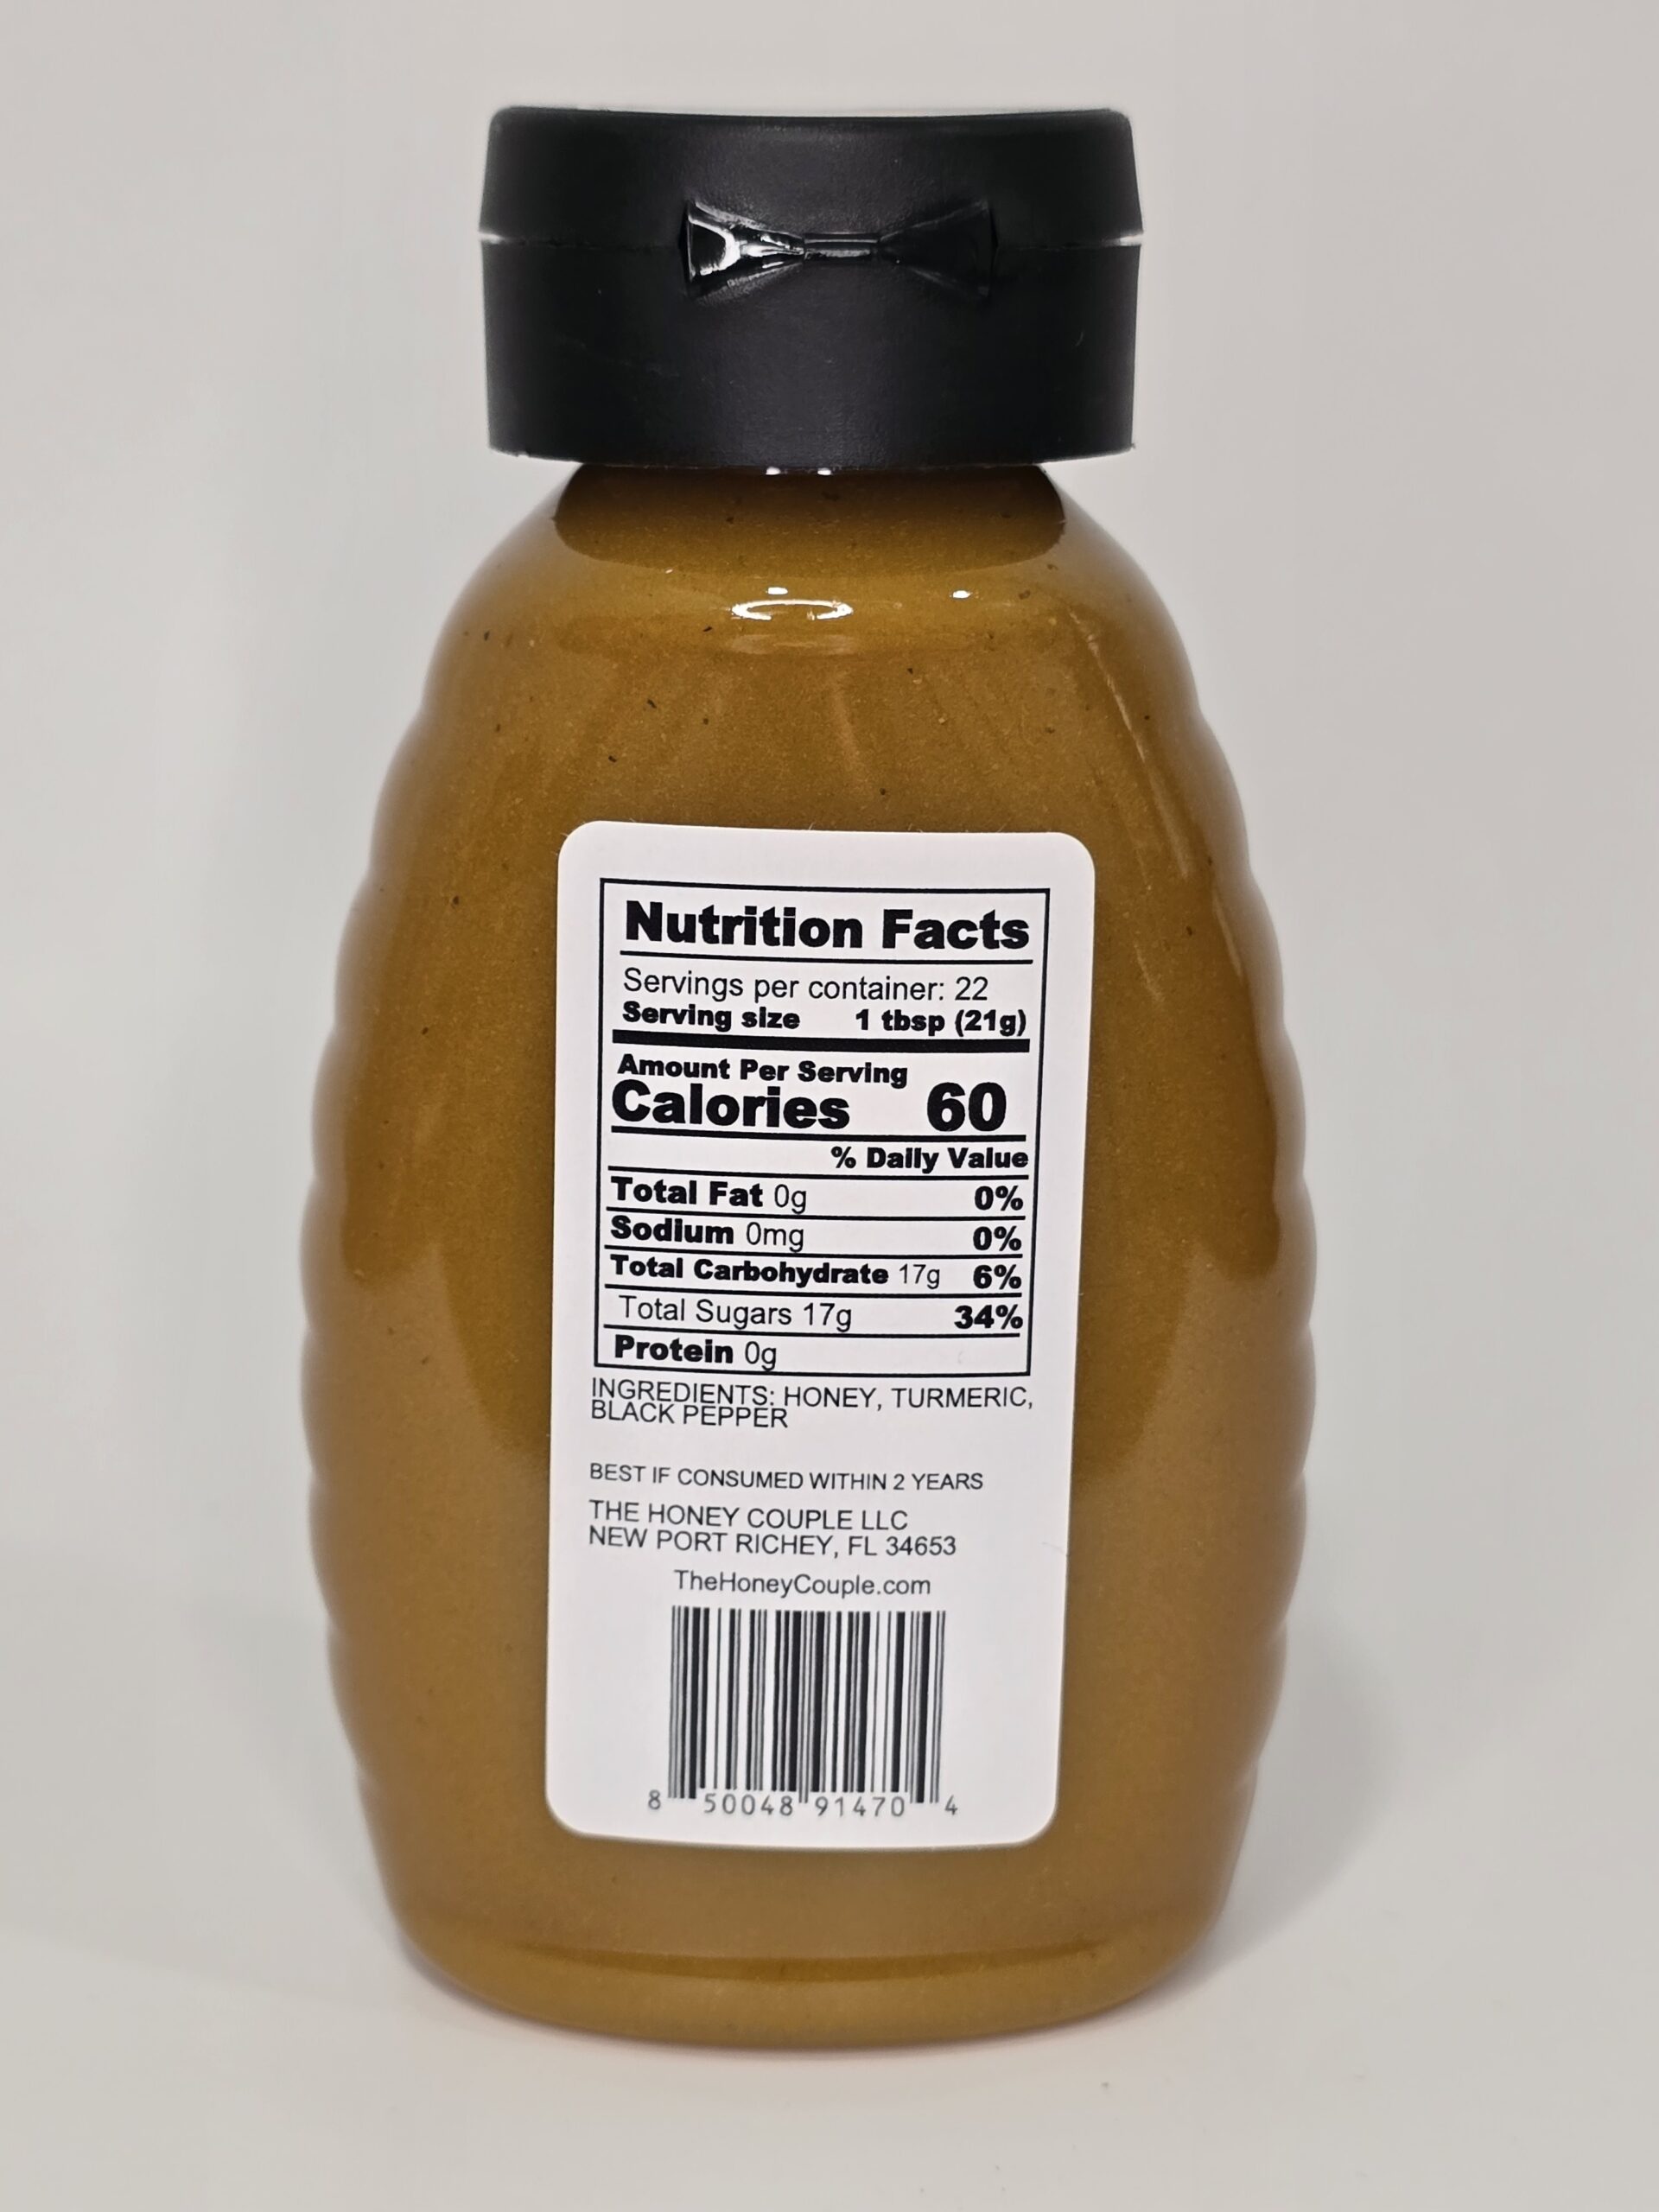 Nutrition Facts
Servings per container: 22
Serving size 1 tbsp (21g)
Amount Per Serving
Calories 60
% Daily Value
Total Fat 0g 0%
Sodium 0mg 0%
Total Carbohydrate 17g 6%
Total Sugars 17g 34%
Protein 0g
INGREDIENTS: HONEY, TURMERIC,
BLACK PEPPER
BEST IF CONSUMED WITHIN 2 YEARS
THE HONEY COUPLE LLC
NEW PORT RICHEY, FL 34653
TheHoneyCouple.com
8 50048 91470 4